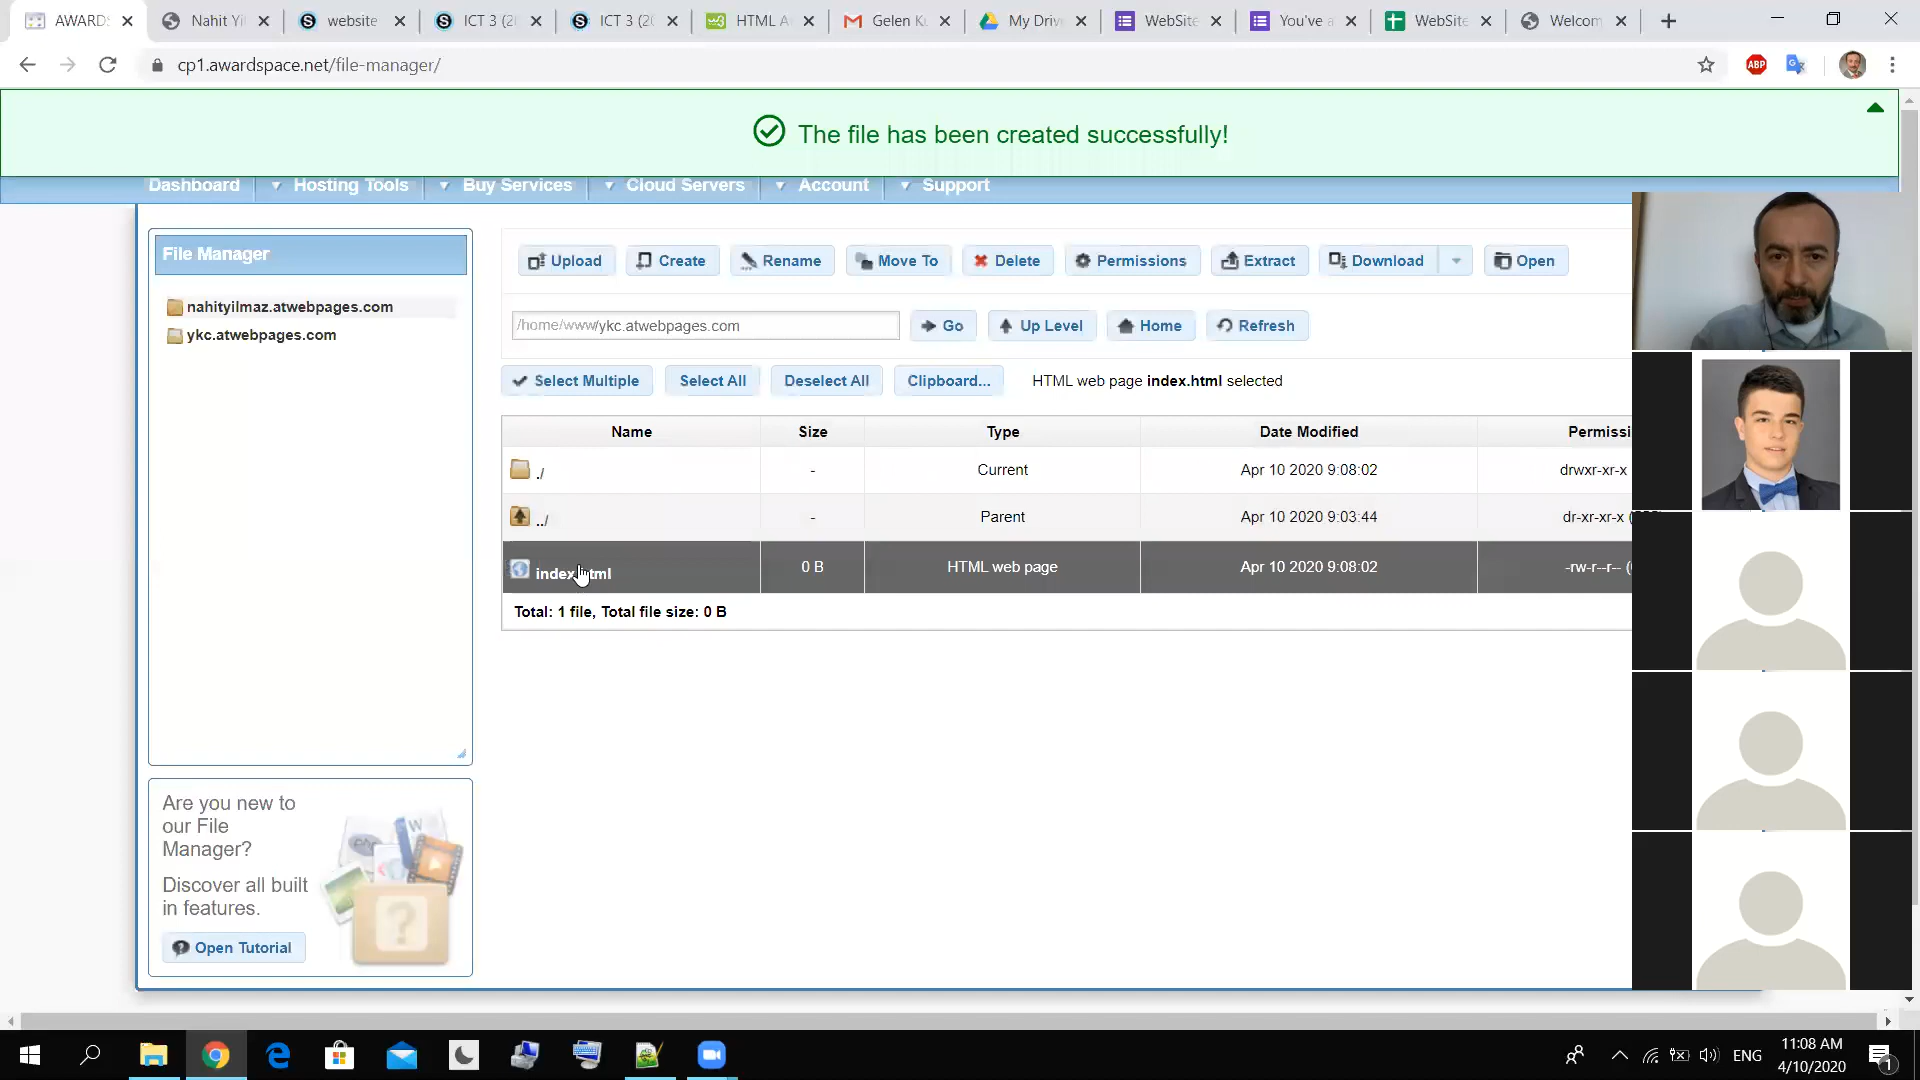 AWARDS
Nahit Yil
website
ICT 3 (2(
ICT 3 (2(
HTML A
Gelen Ku
My Driv
WebSite
You've a
WebSite
Welcom
cp1.awardspace.net/file-manager/
ABP
The file has been created successfully!
Dashboard
Hosting Tools
Buy Services
Cloud Servers
Account
Support
File Manager
nahityilmaz.atwebpages.com
ykc.atwebpages.com
Upload
Create
Rename
Move To
Delete
Permissions
Extract
Download
Open
/home/www/ykc.atwebpages.com
Go
Up Level
Home
Refresh
Select Multiple
Select All
Deselect All
Clipboard...
HTML web page index.html selected
Name Size Type Date Modified Permissi
./ - Current Apr 10 2020 9:08:02 drwxr-xr-x
../ - Parent Apr 10 2020 9:03:44 dr-xr-xr-x (
index.html 0 B HTML web page Apr 10 2020 9:08:02 -rw-r--r-- (
Total: 1 file, Total file size: 0 B
Are you new to
our File
Manager?
Discover all built
in features.
Open Tutorial
ENG
11:08 AM
4/10/2020
1